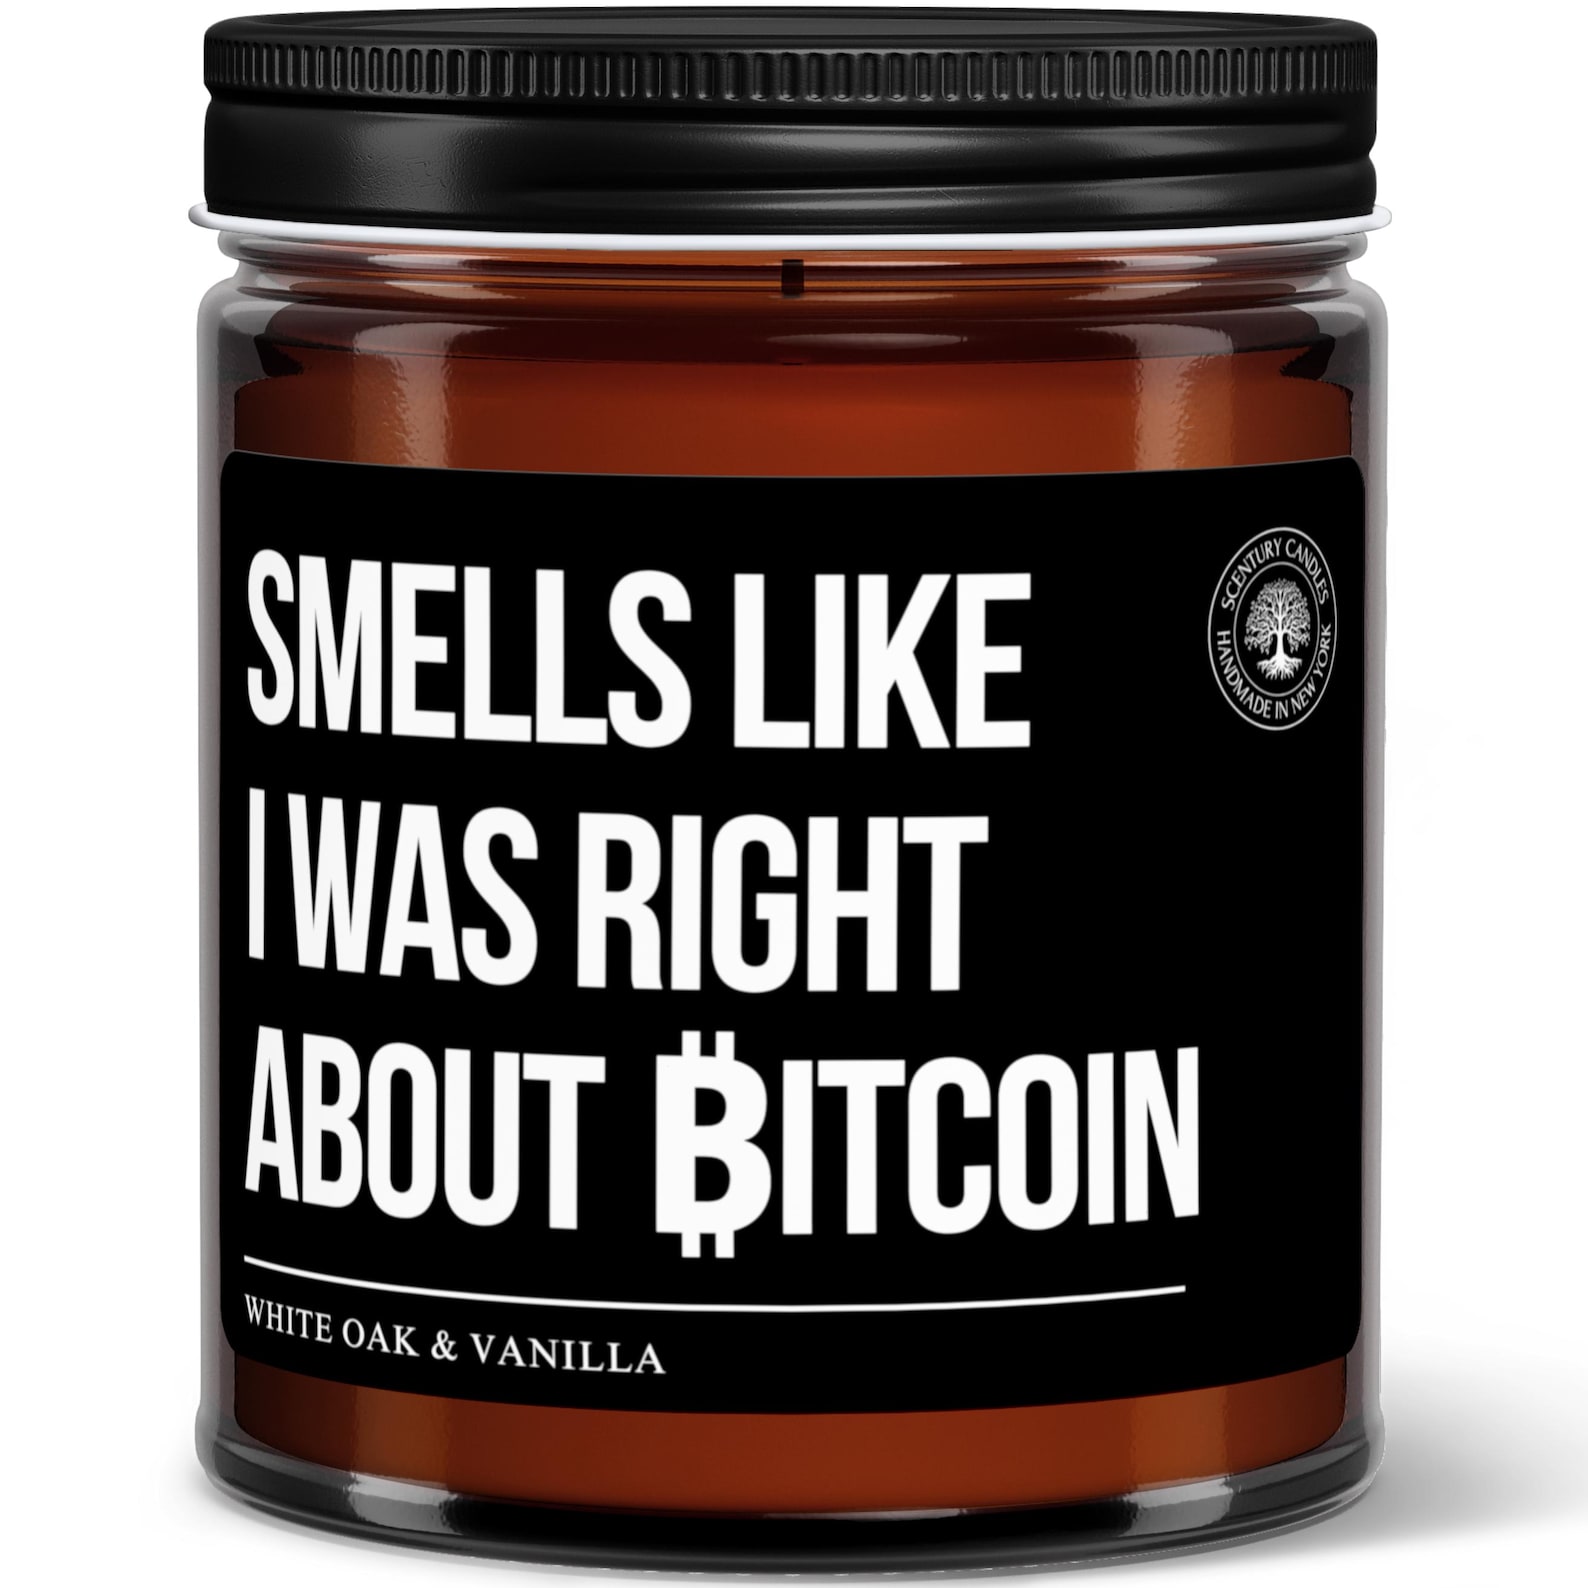 SMELLS LIKE
I WAS RIGHT
ABOUT ₿ITCOIN
WHITE OAK & VANILLA
SCENTURY CANDLES
HANDMADE IN NEW YORK